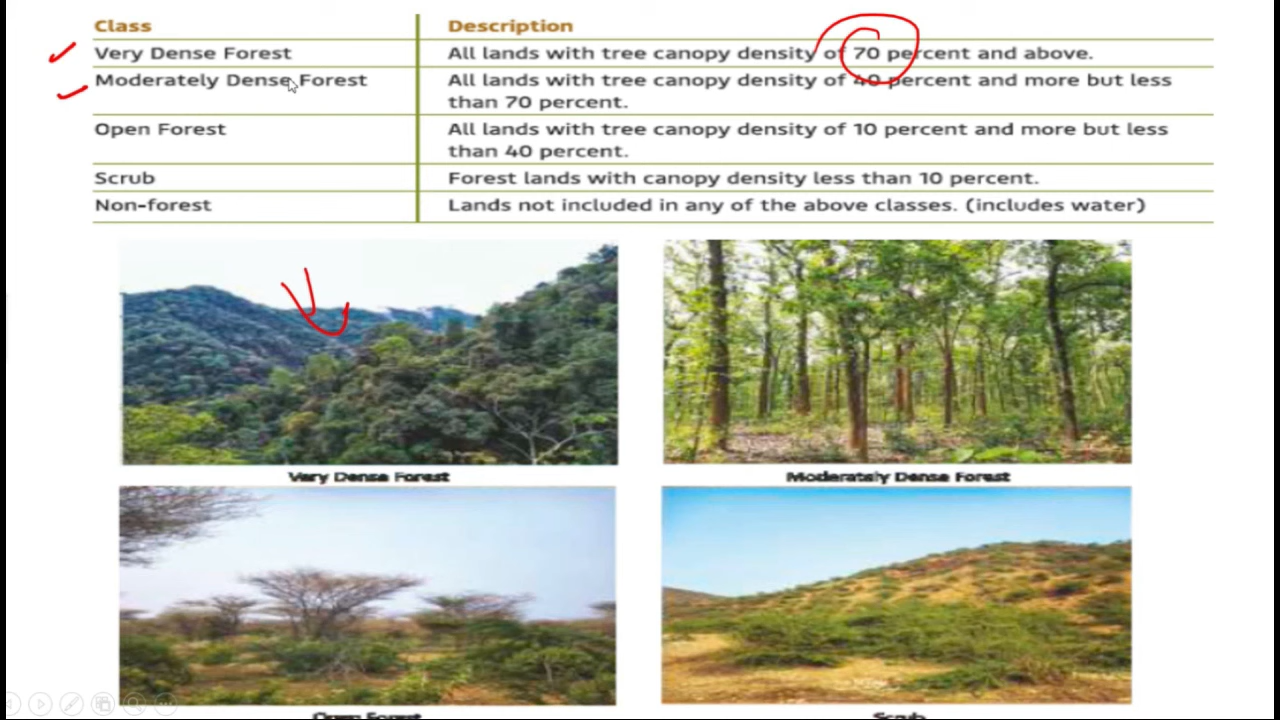 Class Description
Very Dense Forest All lands with tree canopy density of 70 percent and above.
Moderately Dense Forest All lands with tree canopy density of 40 percent and more but less
than 70 percent.
Open Forest All lands with tree canopy density of 10 percent and more but less
than 40 percent.
Scrub Forest lands with canopy density less than 10 percent.
Non-forest Lands not included in any of the above classes. (includes water)
Very Dense Forest Moderately Dense Forest
Open Forest Scrub